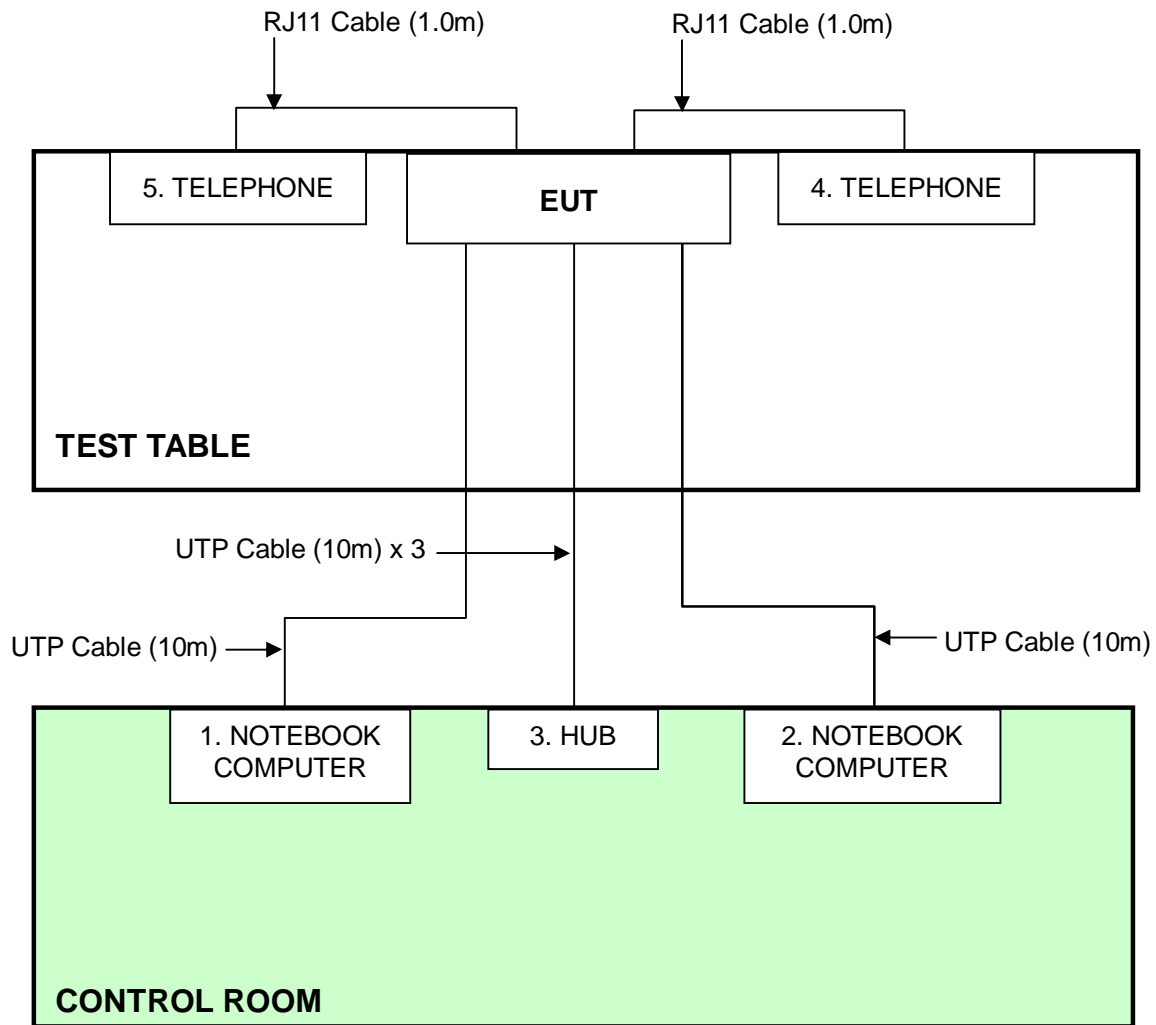 RJ11 Cable (1.0m)
RJ11 Cable (1.0m)
5. TELEPHONE
EUT
4. TELEPHONE
TEST TABLE
UTP Cable (10m) x 3
UTP Cable (10m)
UTP Cable (10m)
1. NOTEBOOK
COMPUTER
3. HUB
2. NOTEBOOK
COMPUTER
CONTROL ROOM